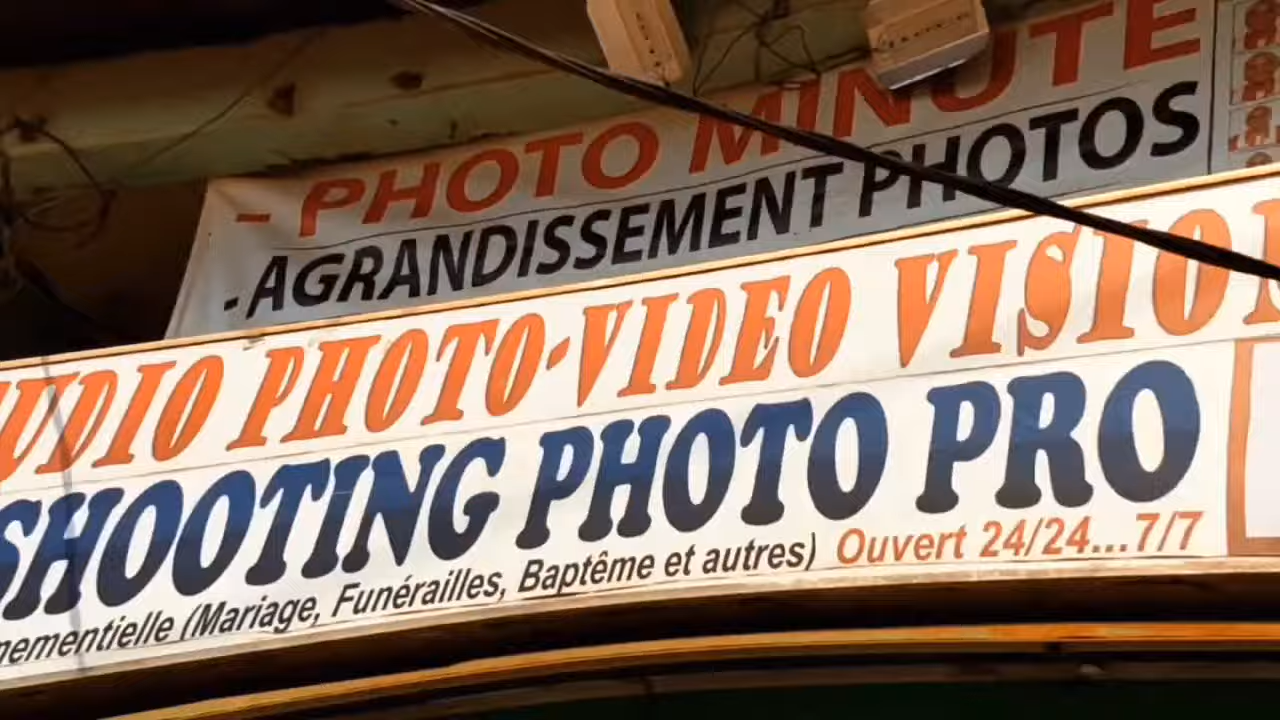 - PHOTO MINUTE
- AGRANDISSEMENT PHOTOS
UDIO PHOTO-VIDEO VISION
SHOOTING PHOTO PRO
nementielle (Mariage, Funérailles, Baptême et autres) Ouvert 24/24...7/7